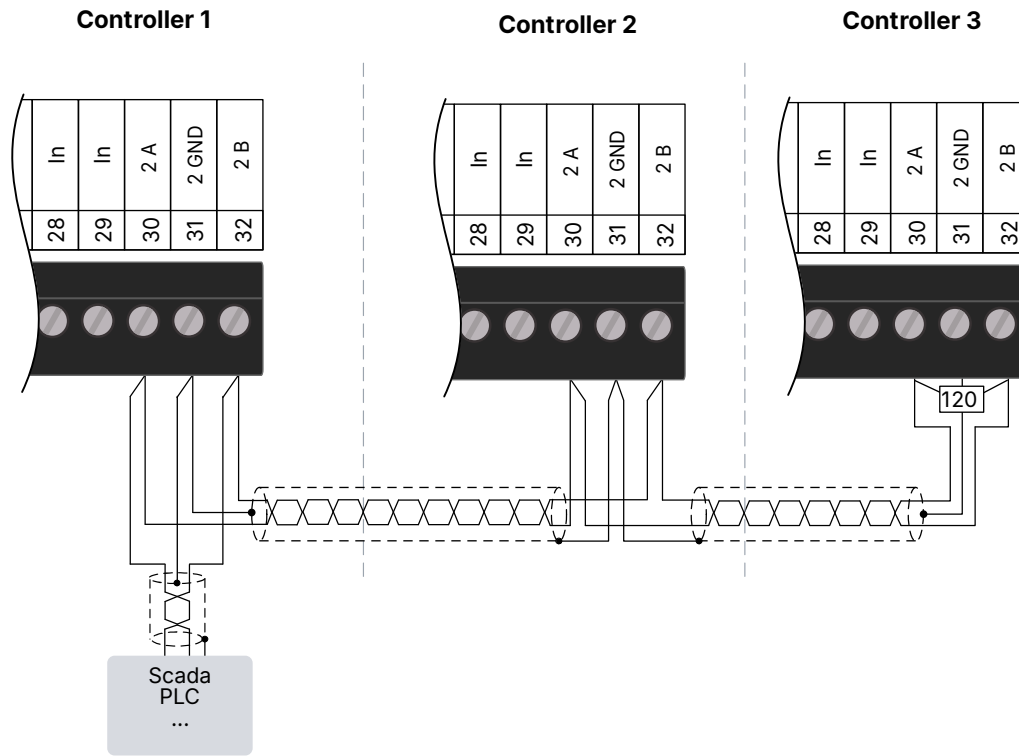 Controller 1
Controller 2
Controller 3
In
In
2 A
2 GND
2 B
28
29
30
31
32
In
In
2 A
2 GND
2 B
28
29
30
31
32
In
In
2 A
2 GND
2 B
28
29
30
31
32
120
Scada
PLC
...